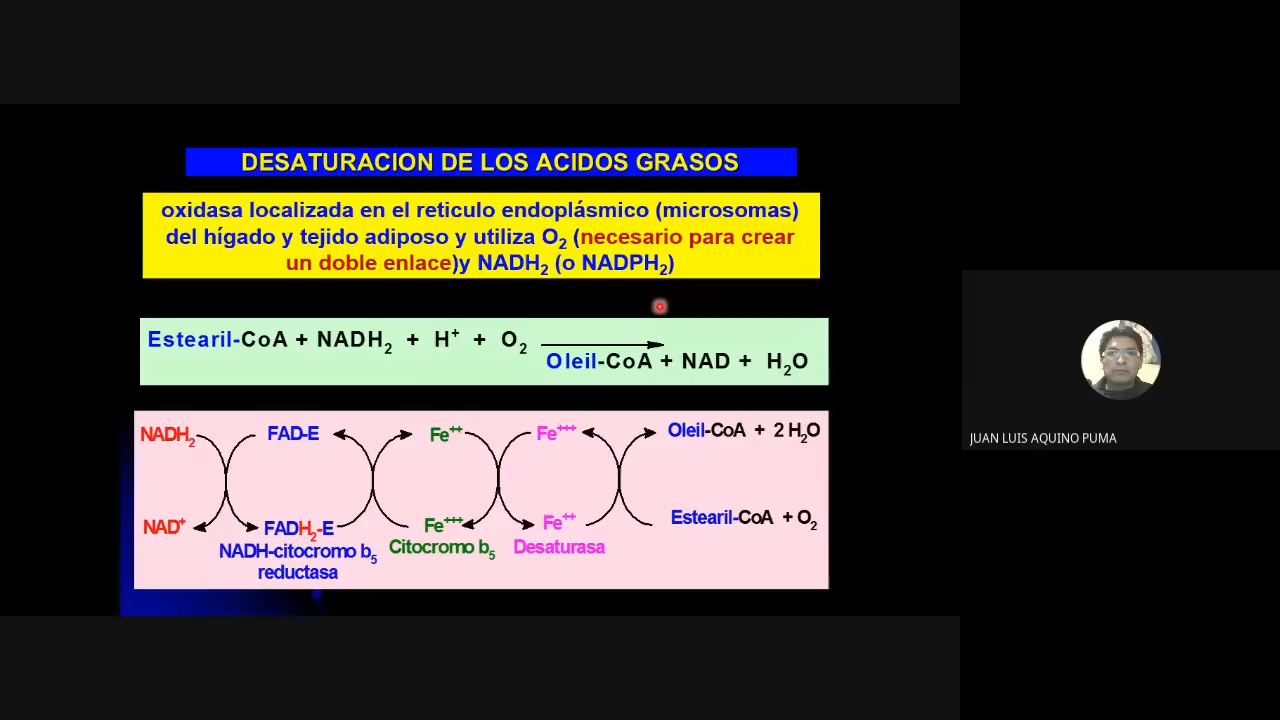 DESATURACION DE LOS ACIDOS GRASOS
oxidasa localizada en el reticulo endoplásmico (microsomas)
del hígado y tejido adiposo y utiliza O₂ (necesario para crear
un doble enlace)y NADH₂ (o NADPH₂)
Estearil-CoA + NADH₂ + H⁺ + O₂
Oleil-CoA + NAD + H₂O
NADH₂ FAD-E Fe⁺⁺ Fe⁺⁺⁺ Oleil-CoA + 2 H₂O
NAD⁺ FADH₂-E Fe⁺⁺⁺ Fe⁺⁺ Estearil-CoA + O₂
NADH-citocromo b₅ Citocromo b₅ Desaturasa
reductasa
JUAN LUIS AQUINO PUMA